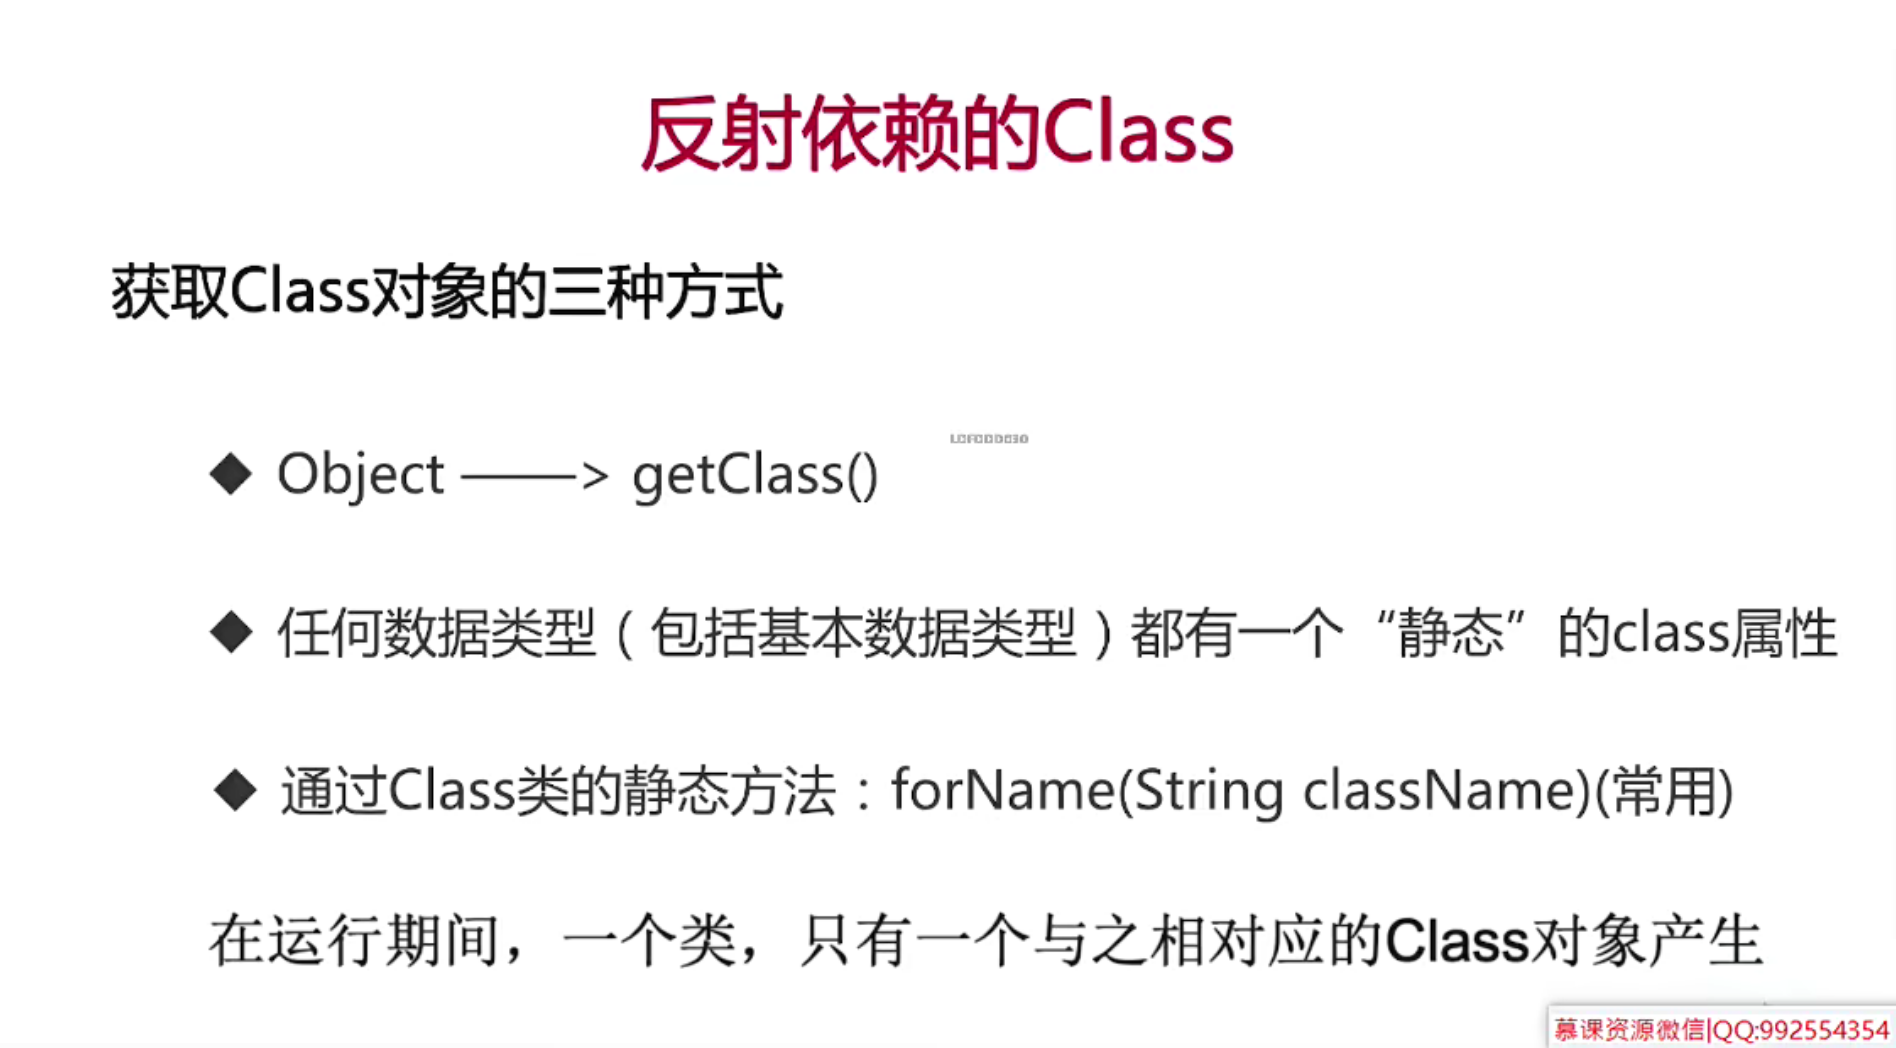 反射依赖的Class
获取Class对象的三种方式
◆ Object ——> getClass()
◆ 任何数据类型（包括基本数据类型）都有一个“静态”的class属性
◆ 通过Class类的静态方法：forName(String className)(常用)
在运行期间，一个类，只有一个与之相对应的Class对象产生
慕课资源微信|QQ:992554354